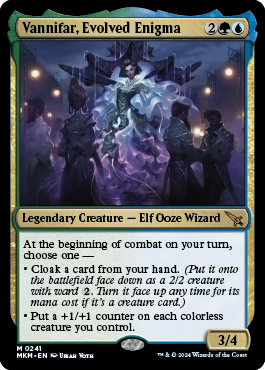 Vannifar, Evolved Enigma 2
Legendary Creature — Elf Ooze Wizard
At the beginning of combat on your turn,
choose one —
• Cloak a card from your hand. (Put it onto
the battlefield face down as a 2/2 creature
with ward 2. Turn it face up any time for its
mana cost if it's a creature card.)
• Put a +1/+1 counter on each colorless
creature you control.
3/4
M 0241
MKM • EN Uriah Voth
™ & © 2024 Wizards of the Coast